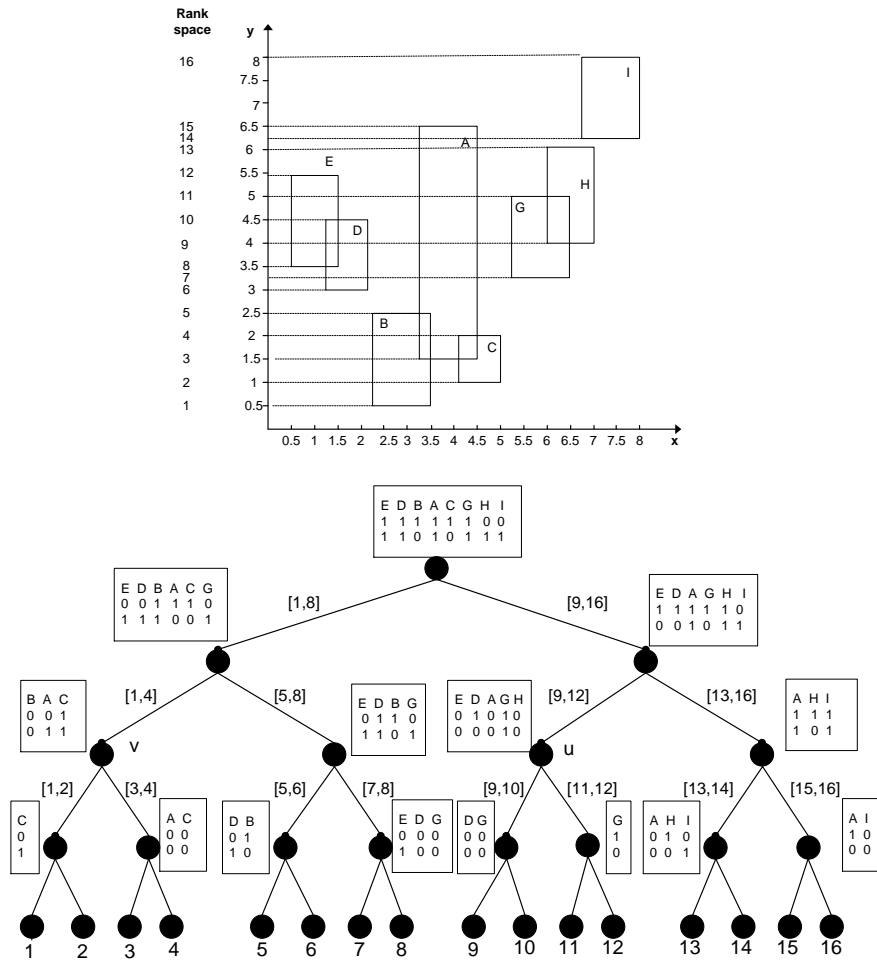 Rank
space y
16 8
I
7.5
7
15 6.5
14
A
13 6
E
12 5.5
H
11 5
G
10 4.5
D
9 4
8 3.5
7
6 3
5 2.5
B
4 2
C
3 1.5
2 1
1 0.5
0.5 1 1.5 2 2.5 3 3.5 4 4.5 5 5.5 6 6.5 7 7.5 8 x
E D B A C G H I
1 1 1 1 1 1 0 0
1 1 0 1 0 1 1 1
E D B A C G
0 0 1 1 1 0
1 1 1 0 0 1
[1,8]
[9,16]
E D A G H I
1 1 1 1 1 0
0 0 1 0 1 1
B A C
0 0 1
0 1 1
[1,4]
[5,8]
E D B G
0 1 1 0
1 1 0 1
E D A G H
0 0 0 1 0
0 1 0 0 0
[9,12]
[13,16]
A H I
1 1 1
1 0 1
v
u
C
0
1
[1,2]
[3,4]
A C
0 0
0 0
D B
0 1
1 0
[5,6]
[7,8]
E D G
0 0 0
1 0 0
D G
0 0
0 0
[9,10]
[11,12]
G
1
0
[13,14]
A H I
0 1 0
0 0 1
[15,16]
A I
1 0
0 0
1 2 3 4 5 6 7 8 9 10 11 12 13 14 15 16